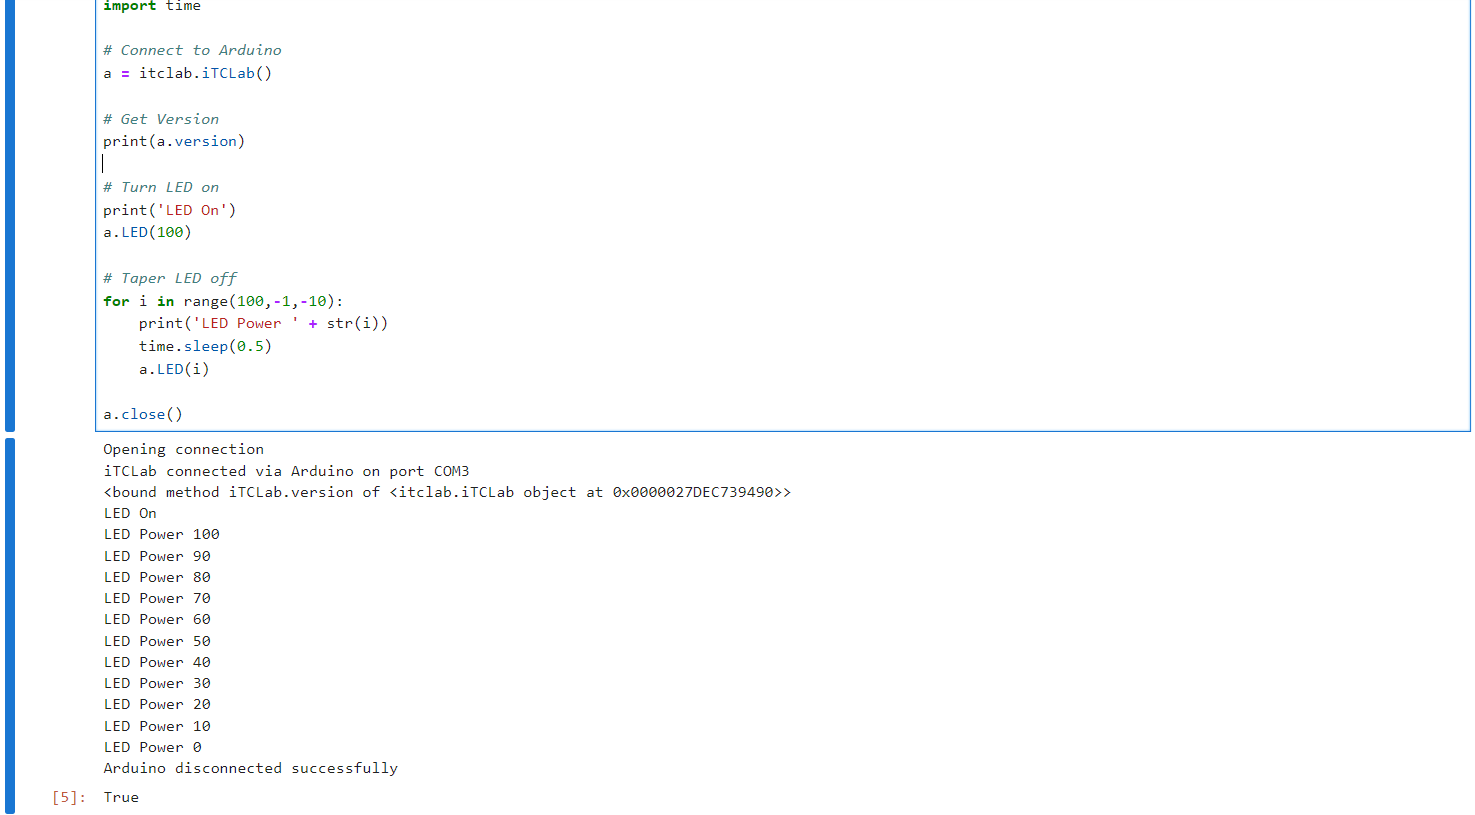 import time
# Connect to Arduino
a = itclab.iTCLab()
# Get Version
print(a.version)
# Turn LED on
print('LED On')
a.LED(100)
# Taper LED off
for i in range(100,-1,-10):
    print('LED Power ' + str(i))
    time.sleep(0.5)
    a.LED(i)
a.close()
Opening connection
iTCLab connected via Arduino on port COM3
<bound method iTCLab.version of <itclab.iTCLab object at 0x0000027DEC739490>>
LED On
LED Power 100
LED Power 90
LED Power 80
LED Power 70
LED Power 60
LED Power 50
LED Power 40
LED Power 30
LED Power 20
LED Power 10
LED Power 0
Arduino disconnected successfully
[5]: True